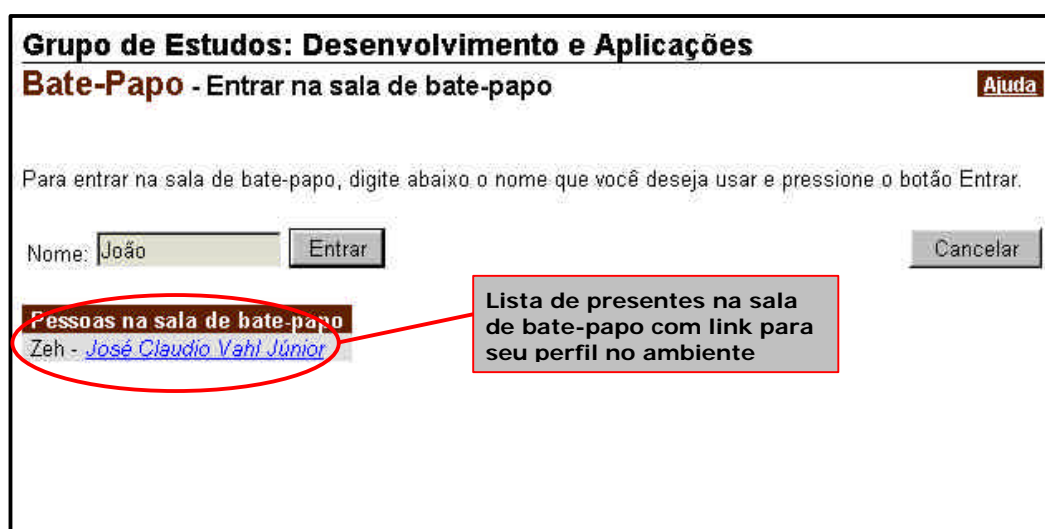 Grupo de Estudos: Desenvolvimento e Aplicações
Bate-Papo - Entrar na sala de bate-papo
Ajuda
Para entrar na sala de bate-papo, digite abaixo o nome que você deseja usar e pressione o botão Entrar.
Nome: João Entrar Cancelar
Pessoas na sala de bate-papo
Zeh - José Claudio Vahl Júnior
Lista de presentes na sala
de bate-papo com link para
seu perfil no ambiente